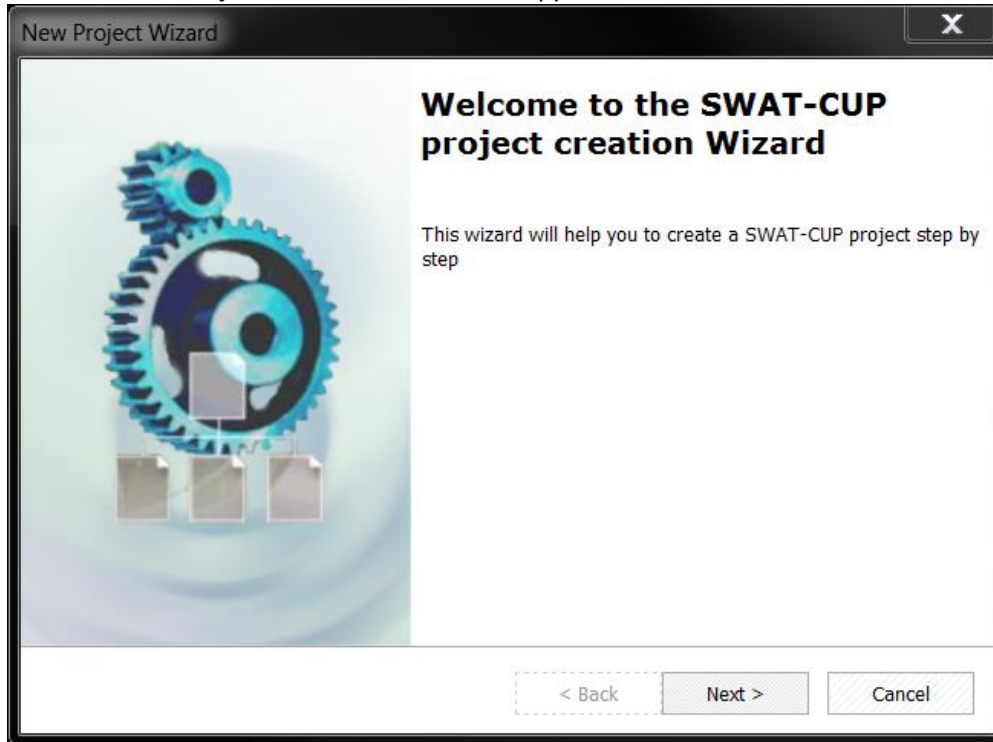 New Project Wizard
X
Welcome to the SWAT-CUP
project creation Wizard
This wizard will help you to create a SWAT-CUP project step by
step
< Back Next > Cancel